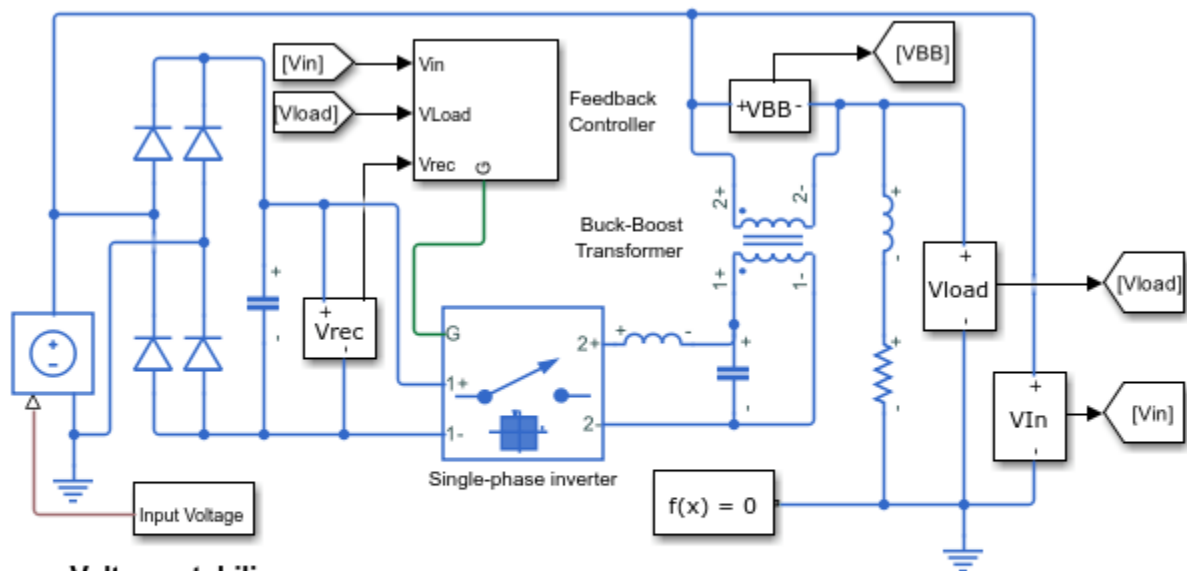 [Vin]
[Vload]
Vin
VLoad
Vrec
G
Feedback
Controller
[VBB]
+VBB-
2+
2-
Buck-Boost
Transformer
1+
1-
+
-
+
Vrec
-
+
-
G
1+
1-
2+
2-
+
-
+
-
Single-phase inverter
+
-
+
-
+
Vload
-
[Vload]
+
VIn
-
[Vin]
Input Voltage
f(x) = 0